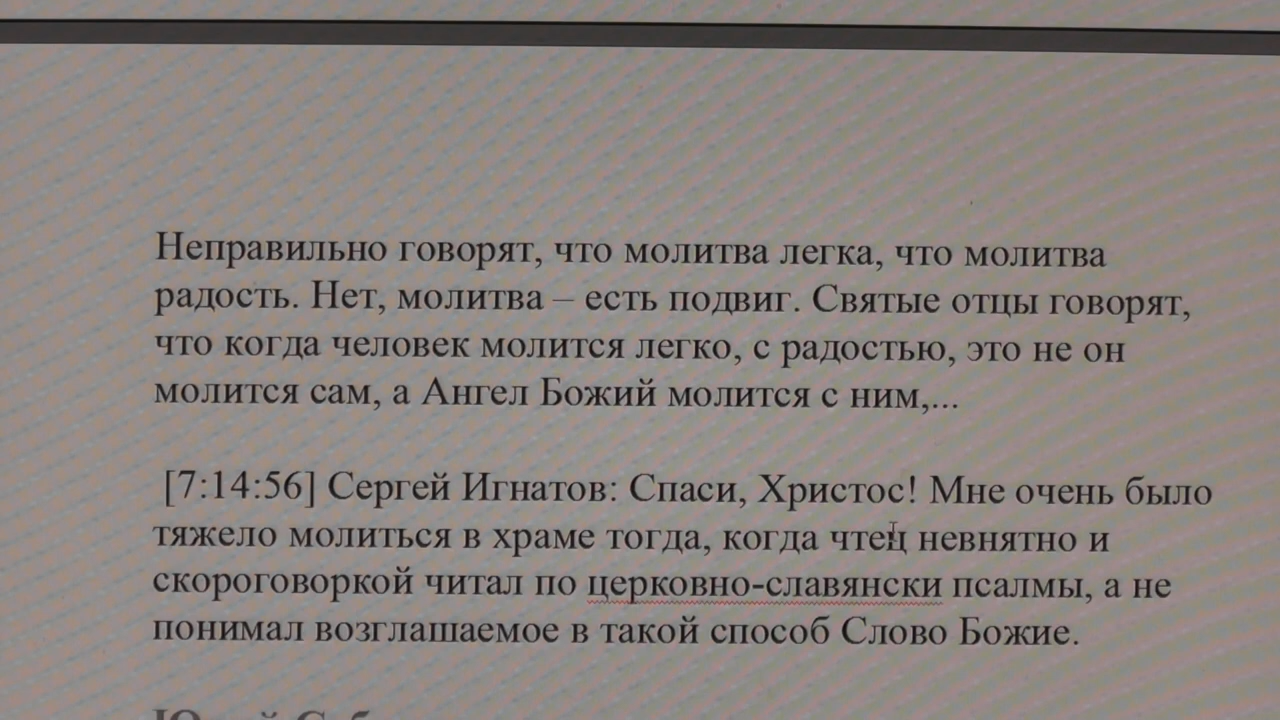 Неправильно говорят, что молитва легка, что молитва
радость. Нет, молитва – есть подвиг. Святые отцы говорят,
что когда человек молится легко, с радостью, это не он
молится сам, а Ангел Божий молится с ним,...
[7:14:56] Сергей Игнатов: Спаси, Христос! Мне очень было
тяжело молиться в храме тогда, когда чтец невнятно и
скороговоркой читал по церковно-славянски псалмы, а не
понимал возглашаемое в такой способ Слово Божие.